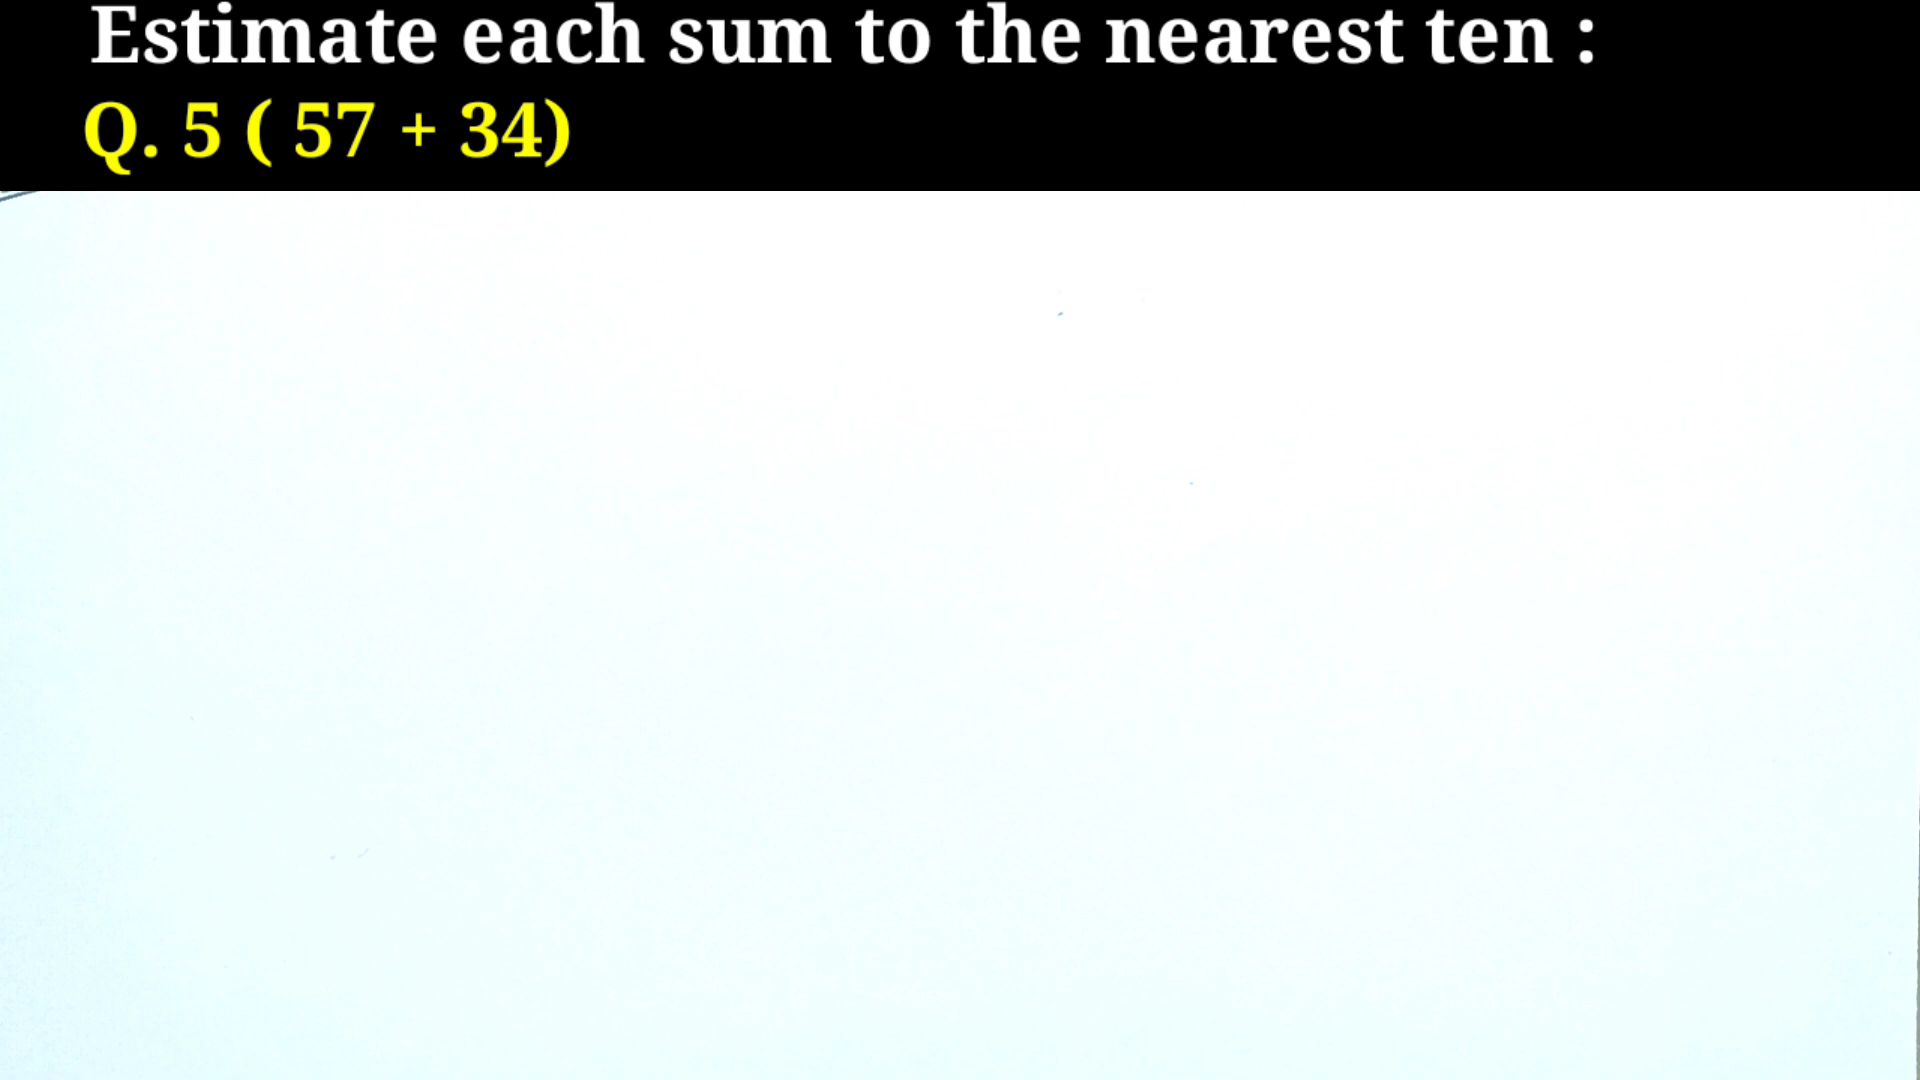 Estimate each sum to the nearest ten :
Q. 5 ( 57 + 34)